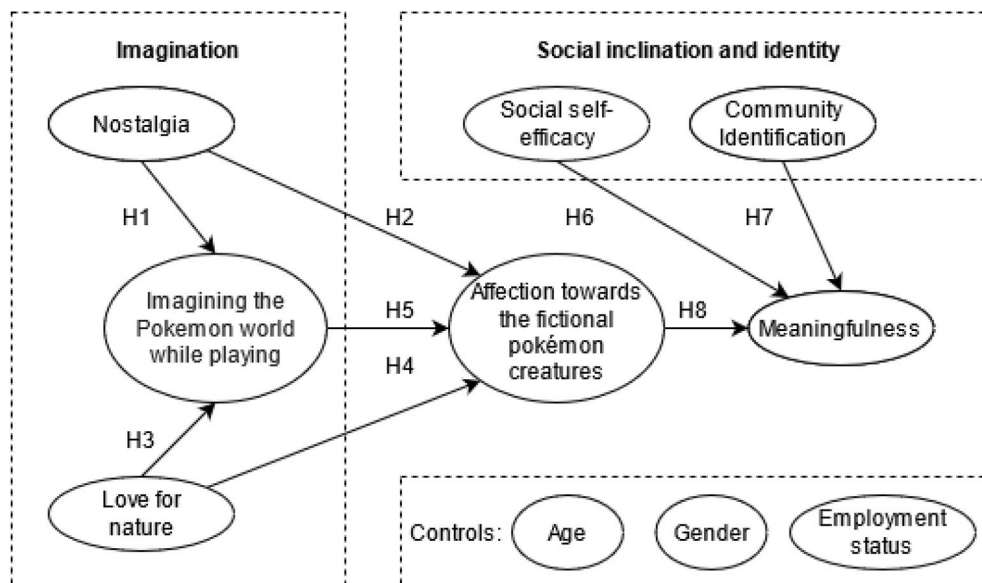 Imagination
Nostalgia
H1
H2
Imagining the
Pokemon world
while playing
H5
H4
H3
Love for
nature
Social inclination and identity
Social self-
efficacy
Community
Identification
H6
H7
Affection towards
the fictional
pokémon
creatures
H8
Meaningfulness
Controls:
Age
Gender
Employment
status